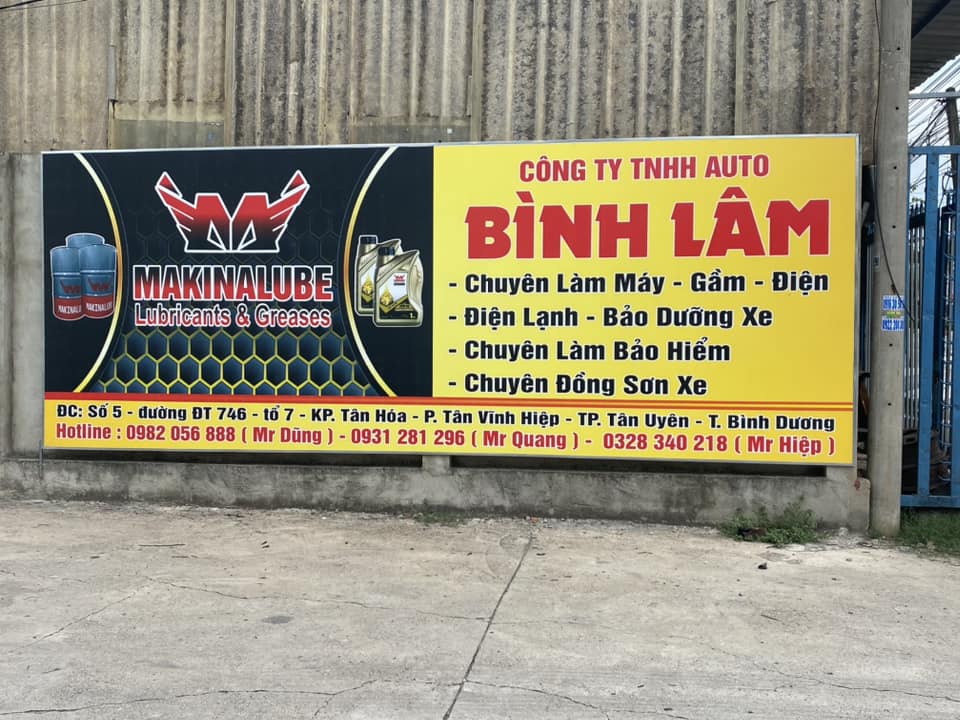 MAKINALUBE
Lubricants & Greases
MAKINALUBE
MAKINALUBE
CÔNG TY TNHH AUTO
BÌNH LÂM
- Chuyên Làm Máy - Gầm - Điện
- Điện Lạnh - Bảo Dưỡng Xe
- Chuyên Làm Bảo Hiểm
- Chuyên Đồng Sơn Xe
ĐC: Số 5 - đường ĐT 746 - tổ 7 - KP. Tân Hóa - P. Tân Vĩnh Hiệp - TP. Tân Uyên - T. Bình Dương
Hotline : 0982 056 888 ( Mr Dũng ) - 0931 281 296 ( Mr Quang ) - 0328 340 218 ( Mr Hiệp )